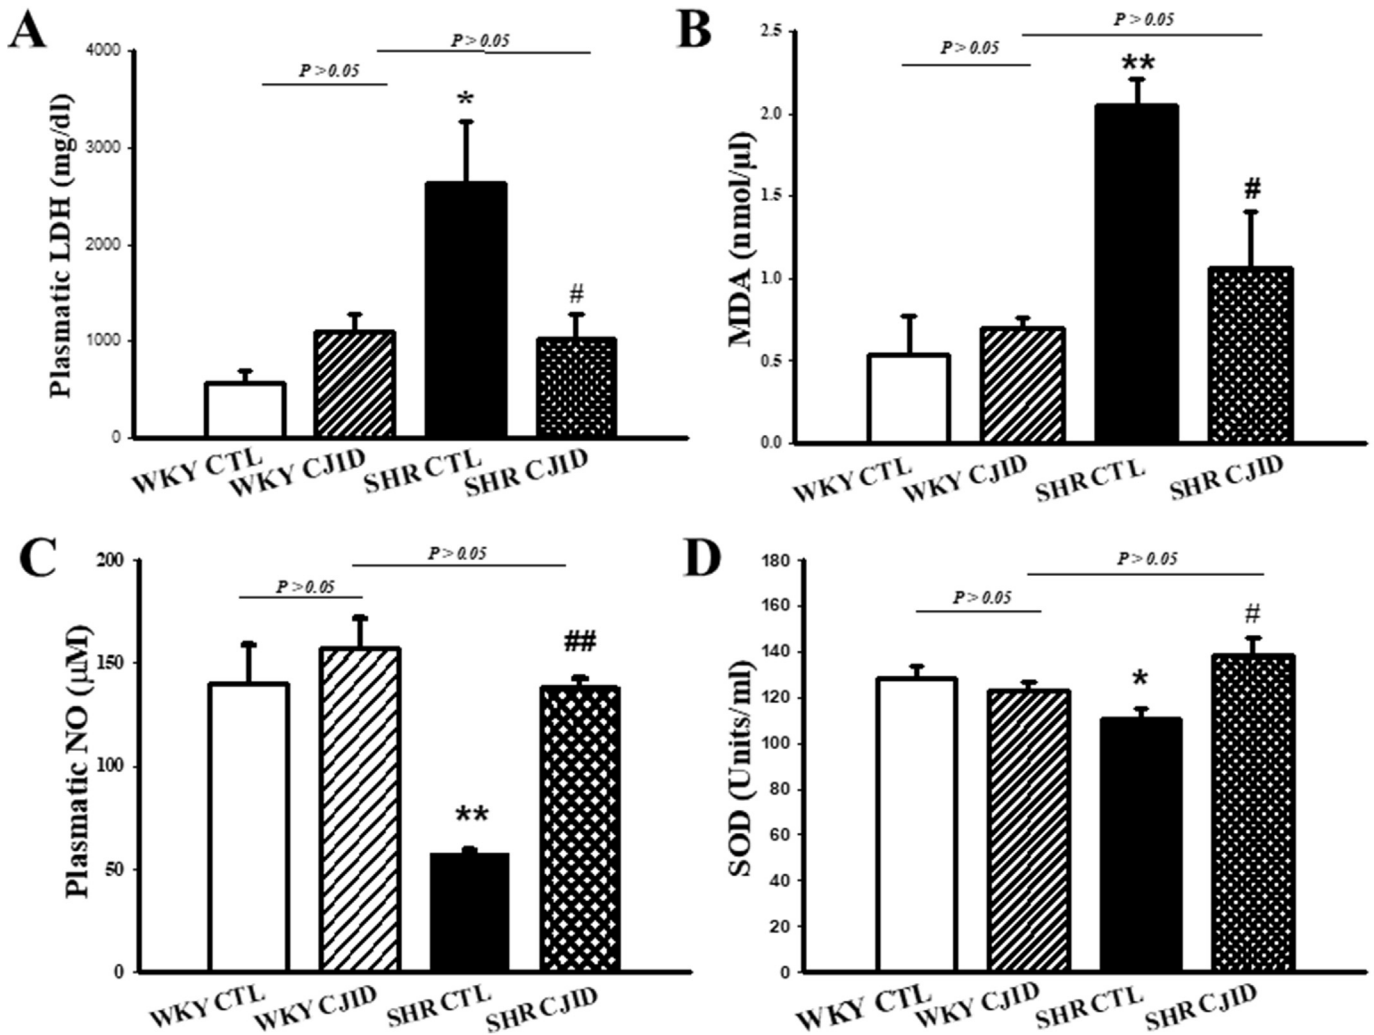 A
Plasmatic LDH (mg/dl)
4000
3000
2000
1000
0
P > 0.05
P > 0.05
*
#
WKY CTL
WKY CJID
SHR CTL
SHR CJID
B
MDA (nmol/µl)
2.5
2.0
1.5
1.0
0.5
0.0
P > 0.05
P > 0.05
**
#
WKY CTL
WKY CJID
SHR CTL
SHR CJID
C
Plasmatic NO (µM)
200
150
100
50
0
P > 0.05
P > 0.05
**
##
WKY CTL
WKY CJID
SHR CTL
SHR CJID
D
SOD (Units/ml)
180
160
140
120
100
80
60
40
20
0
P > 0.05
P > 0.05
*
#
WKY CTL
WKY CJID
SHR CTL
SHR CJID